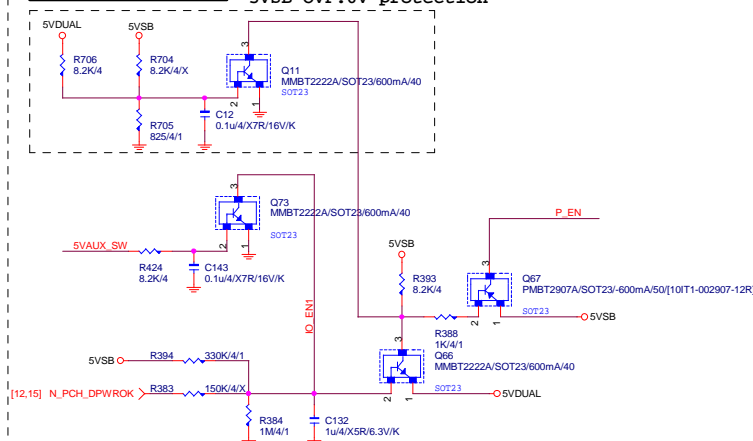 5VSB OVP:6V protection
5VDUAL
5VSB
R706
8.2K/4
R704
8.2K/4/X
3
Q11
MMBT2222A/SOT23/600mA/40
SOT23
2
1
C12
0.1u/4/X7R/16V/K
R705
825/4/1
3
Q73
MMBT2222A/SOT23/600mA/40
SOT23
2
1
5VAUX_SW
R424
8.2K/4
C143
0.1u/4/X7R/16V/K
IO_EN1
P_EN
5VSB
R393
8.2K/4
3
Q67
PMBT2907A/SOT23/-600mA/50/[10IT1-002907-12R]
SOT23
2
1
5VSB
R388
1K/4/1
3
Q66
MMBT2222A/SOT23/600mA/40
SOT23
2
1
5VDUAL
5VSB
R394
330K/4/1
[12,15] N_PCH_DPWROK
R383
150K/4/X
R384
1M/4/1
C132
1u/4/X5R/6.3V/K